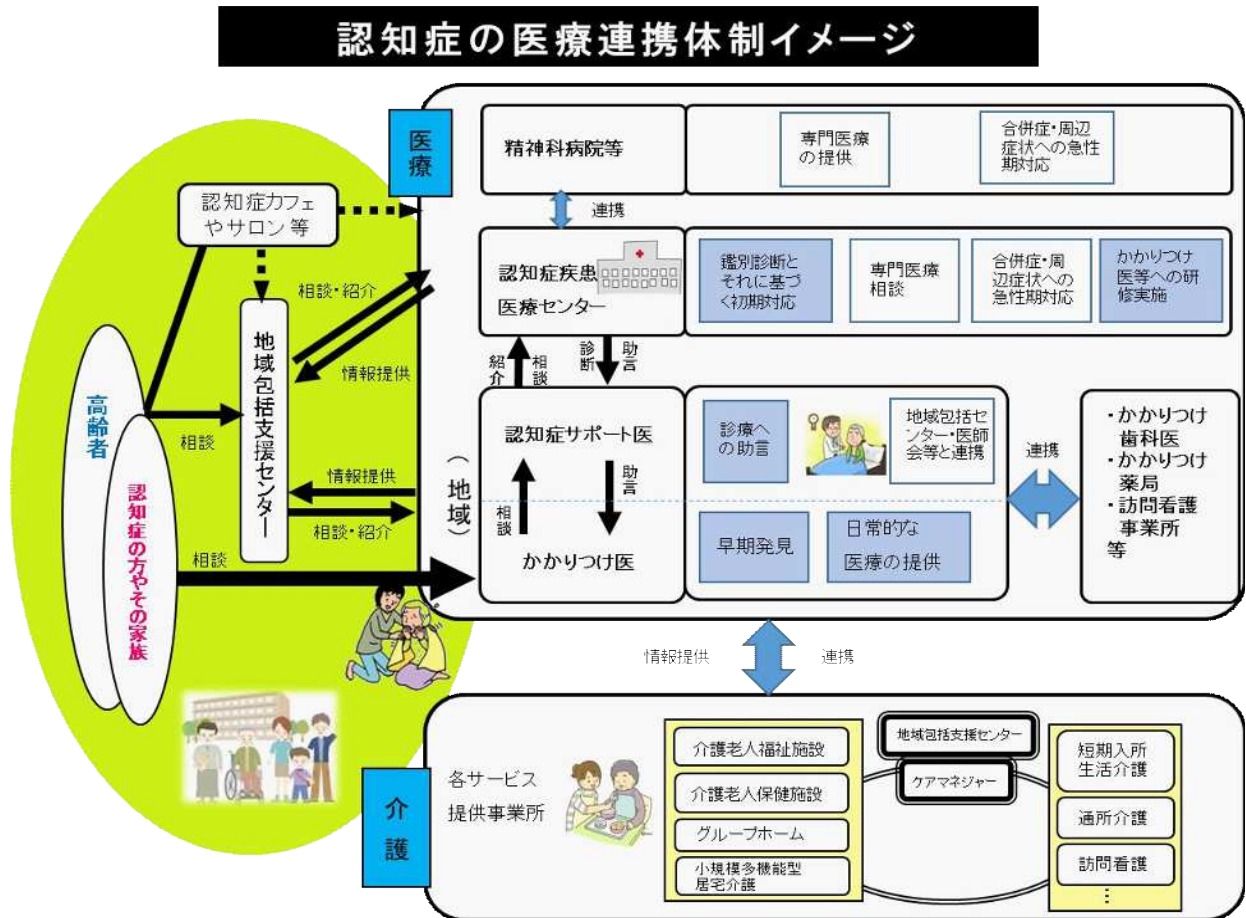 認知症の医療連携体制イメージ
医療
精神科病院等
専門医療
の提供
合併症・周辺
症状への急性
期対応
連携
認知症疾患
医療センター
鑑別診断と
それに基づ
く初期対応
専門医療
相談
合併症・周
辺症状への
急性期対応
かかりつけ
医等への研
修実施
紹介
相談
診断
助言
(地域)
認知症サポート医
相談
助言
かかりつけ医
診療へ
の助言
地域包括セ
ンター・医師
会等と連携
早期発見
日常的な
医療の提供
連携
・かかりつけ
歯科医
・かかりつけ
薬局
・訪問看護
事業所
等
認知症カフェ
やサロン等
相談・紹介
情報提供
地域包括支援センター
高齢者
相談
情報提供
相談・紹介
認知症の方やその家族
相談
情報提供
連携
介護
各サービス
提供事業所
介護老人福祉施設
介護老人保健施設
グループホーム
小規模多機能型
居宅介護
地域包括支援センター
ケアマネジャー
短期入所
生活介護
通所介護
訪問看護
⋮